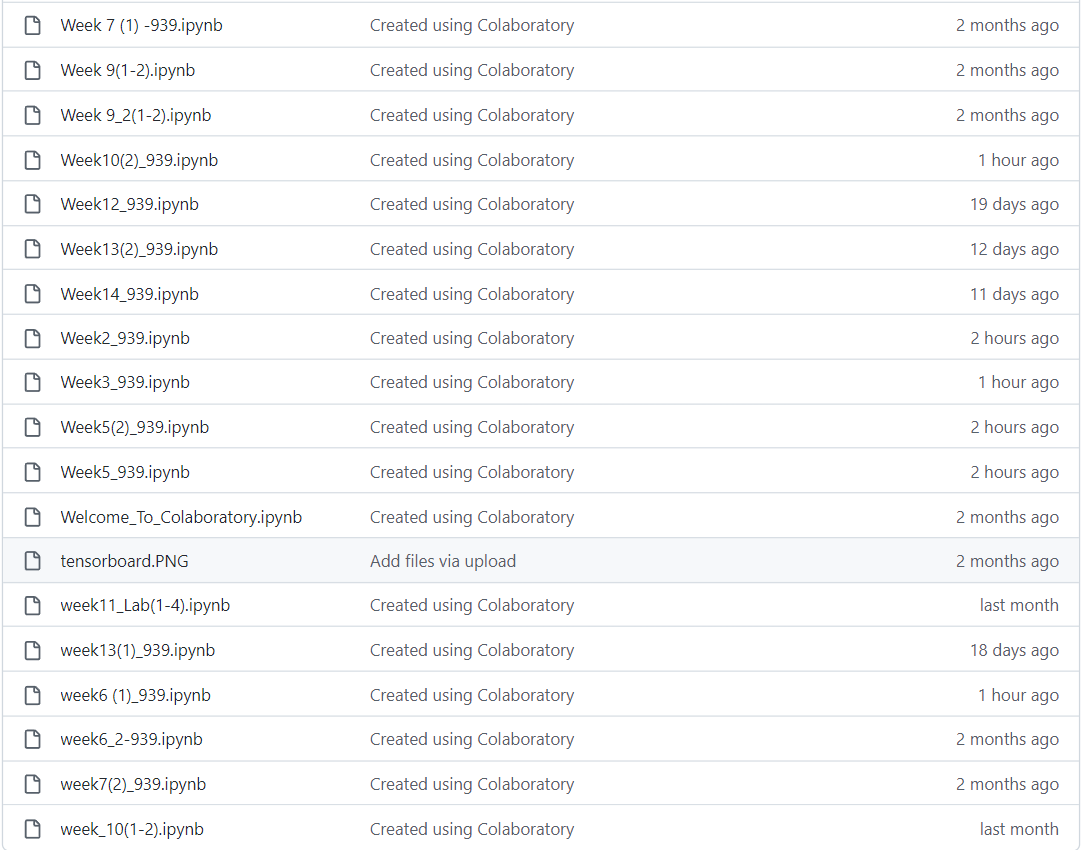 Week 7 (1) -939.ipynb Created using Colaboratory 2 months ago
Week 9(1-2).ipynb Created using Colaboratory 2 months ago
Week 9_2(1-2).ipynb Created using Colaboratory 2 months ago
Week10(2)_939.ipynb Created using Colaboratory 1 hour ago
Week12_939.ipynb Created using Colaboratory 19 days ago
Week13(2)_939.ipynb Created using Colaboratory 12 days ago
Week14_939.ipynb Created using Colaboratory 11 days ago
Week2_939.ipynb Created using Colaboratory 2 hours ago
Week3_939.ipynb Created using Colaboratory 1 hour ago
Week5(2)_939.ipynb Created using Colaboratory 2 hours ago
Week5_939.ipynb Created using Colaboratory 2 hours ago
Welcome_To_Colaboratory.ipynb Created using Colaboratory 2 months ago
tensorboard.PNG Add files via upload 2 months ago
week11_Lab(1-4).ipynb Created using Colaboratory last month
week13(1)_939.ipynb Created using Colaboratory 18 days ago
week6 (1)_939.ipynb Created using Colaboratory 1 hour ago
week6_2-939.ipynb Created using Colaboratory 2 months ago
week7(2)_939.ipynb Created using Colaboratory 2 months ago
week_10(1-2).ipynb Created using Colaboratory last month